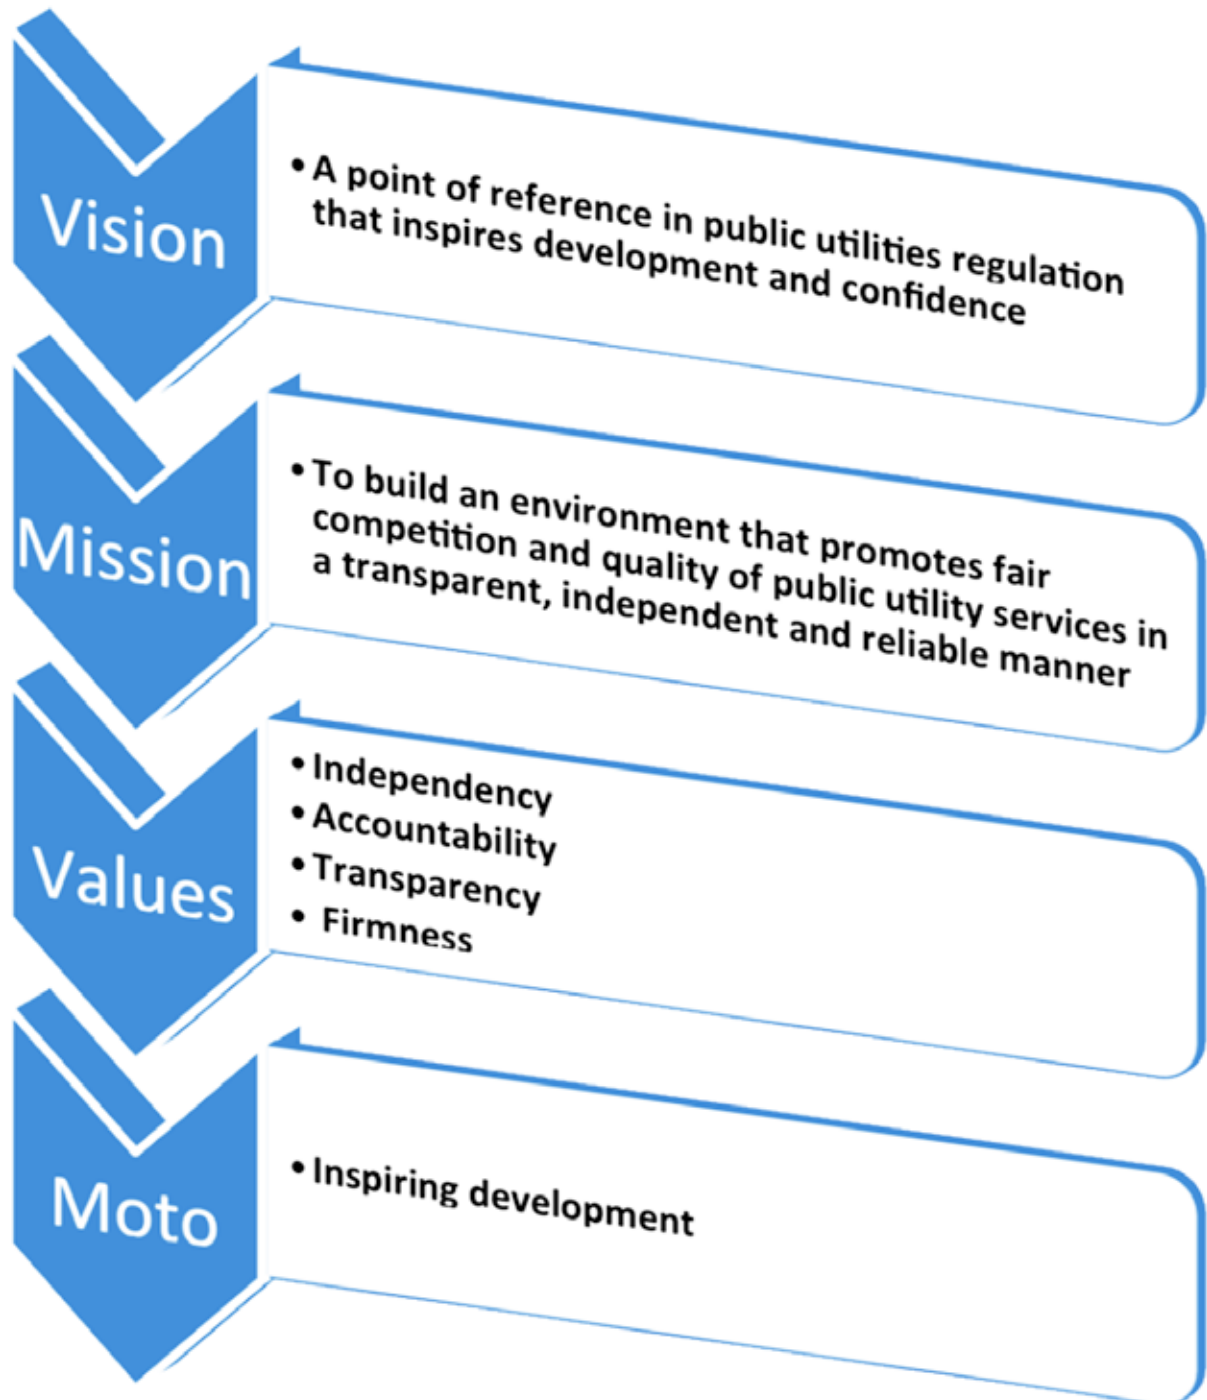 Vision
• A point of reference in public utilities regulation
that inspires development and confidence
Mission
• To build an environment that promotes fair
competition and quality of public utility services in
a transparent, independent and reliable manner
Values
• Independency
• Accountability
• Transparency
• Firmness
Moto
• Inspiring development